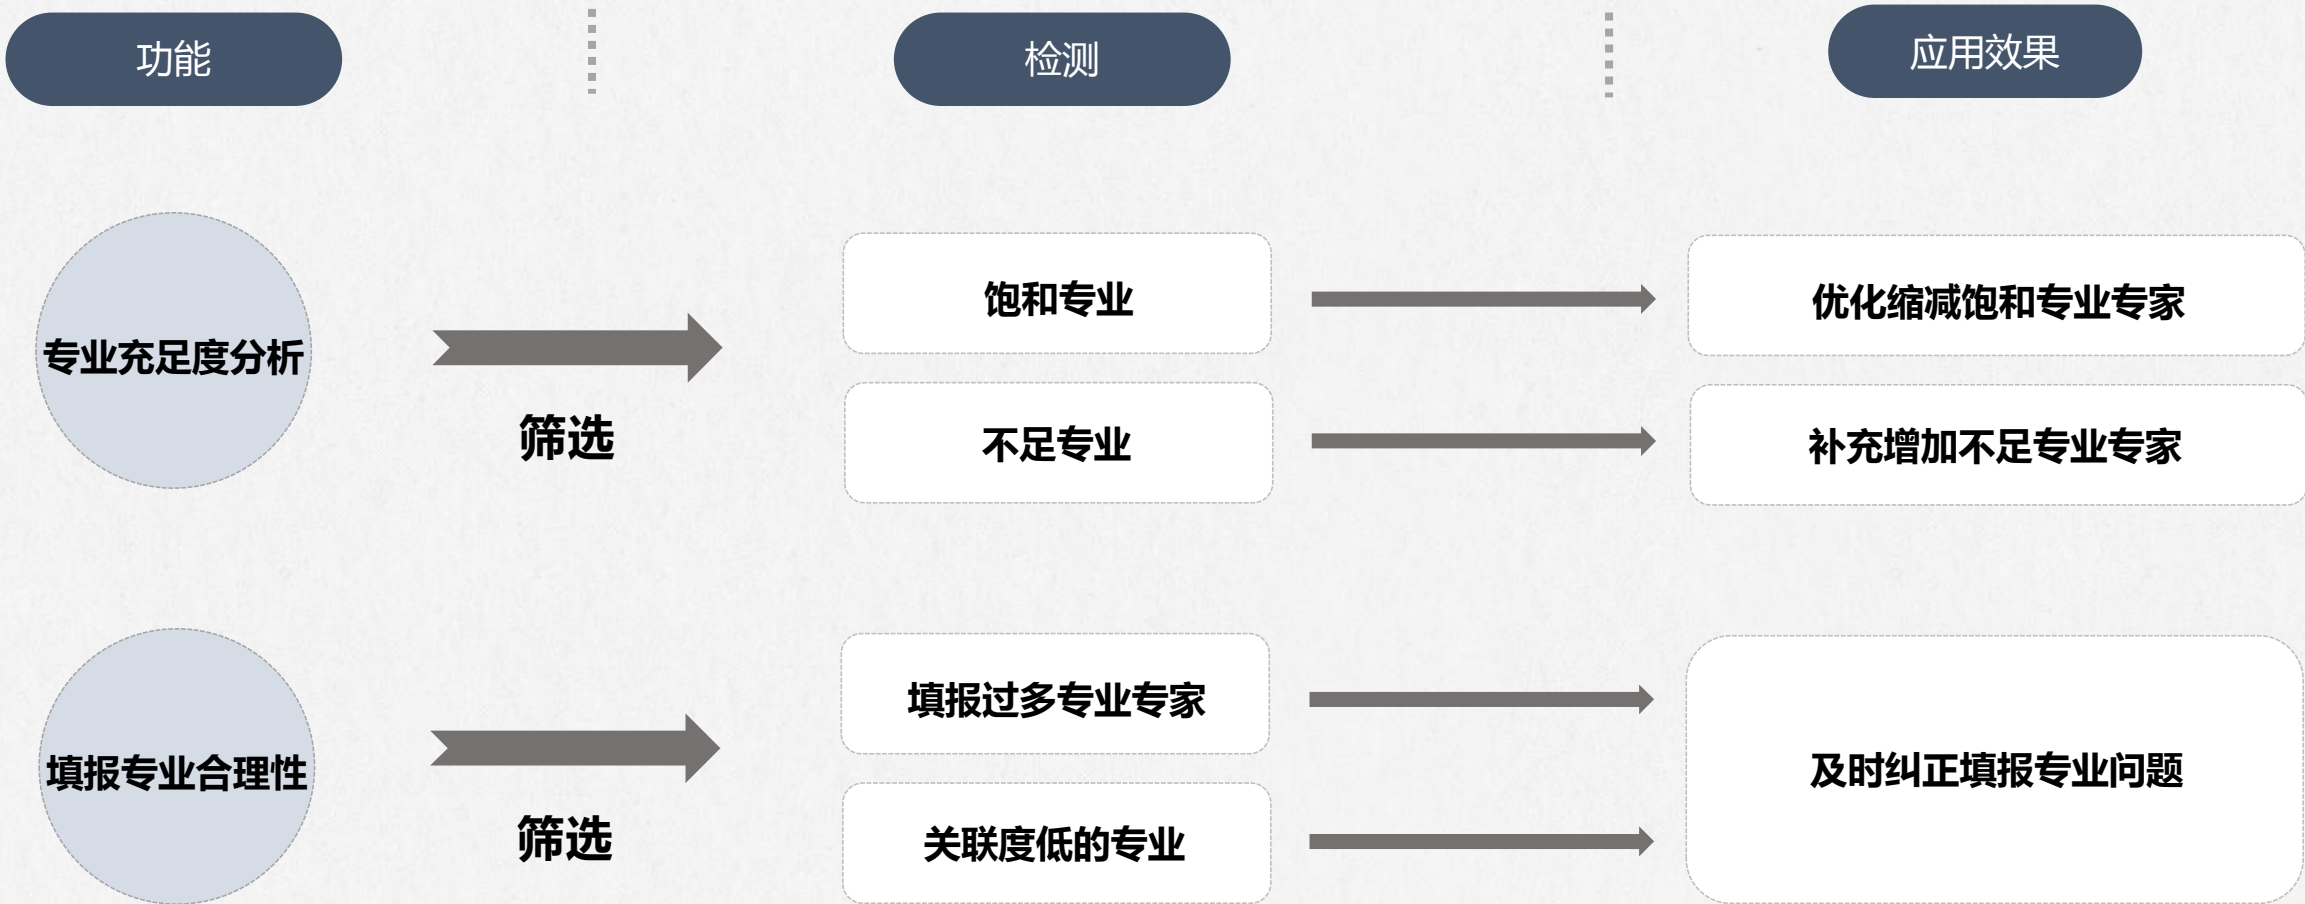 功能
检测
应用效果
专业充足度分析
筛选
饱和专业
优化缩减饱和专业专家
不足专业
补充增加不足专业专家
填报专业合理性
筛选
填报过多专业专家
关联度低的专业
及时纠正填报专业问题